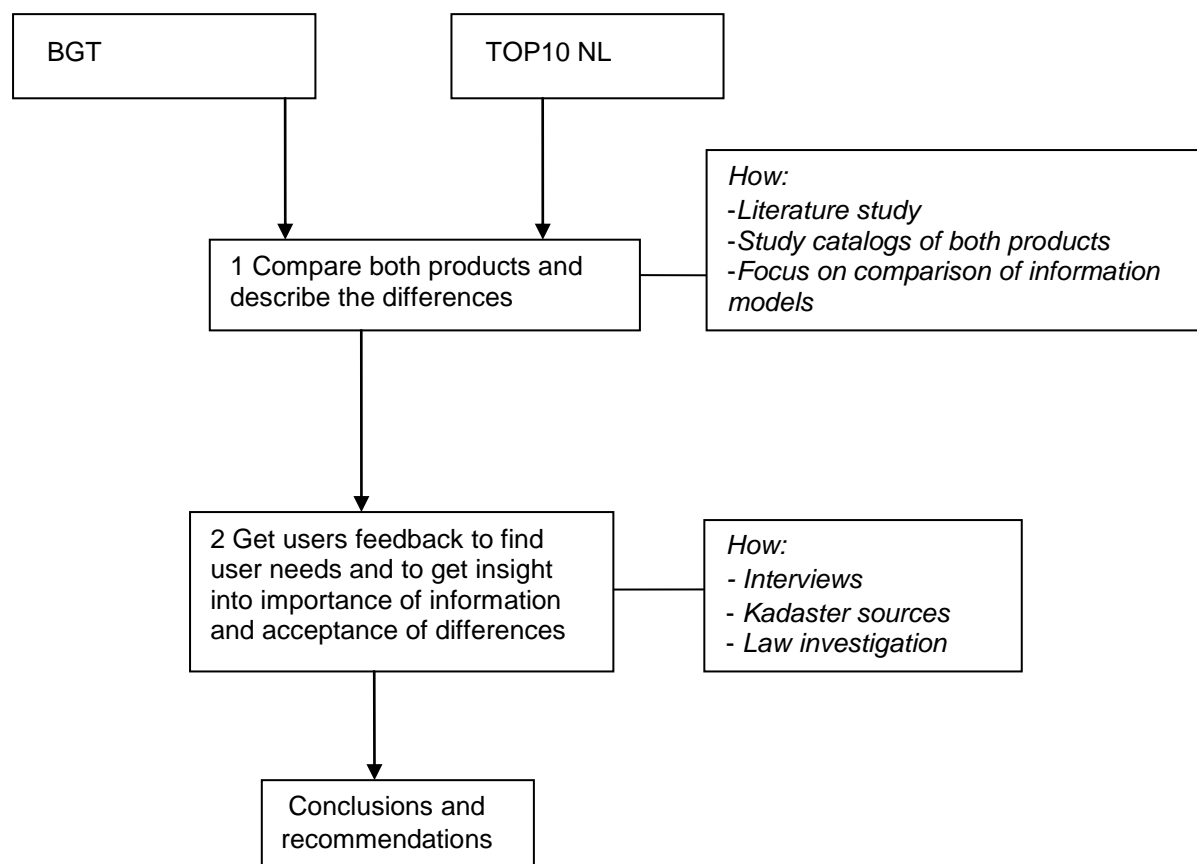 BGT
TOP10 NL
How:
-Literature study
-Study catalogs of both products
-Focus on comparison of information
models
1 Compare both products and
describe the differences
2 Get users feedback to find
user needs and to get insight
into importance of information
and acceptance of differences
How:
- Interviews
- Kadaster sources
- Law investigation
Conclusions and
recommendations